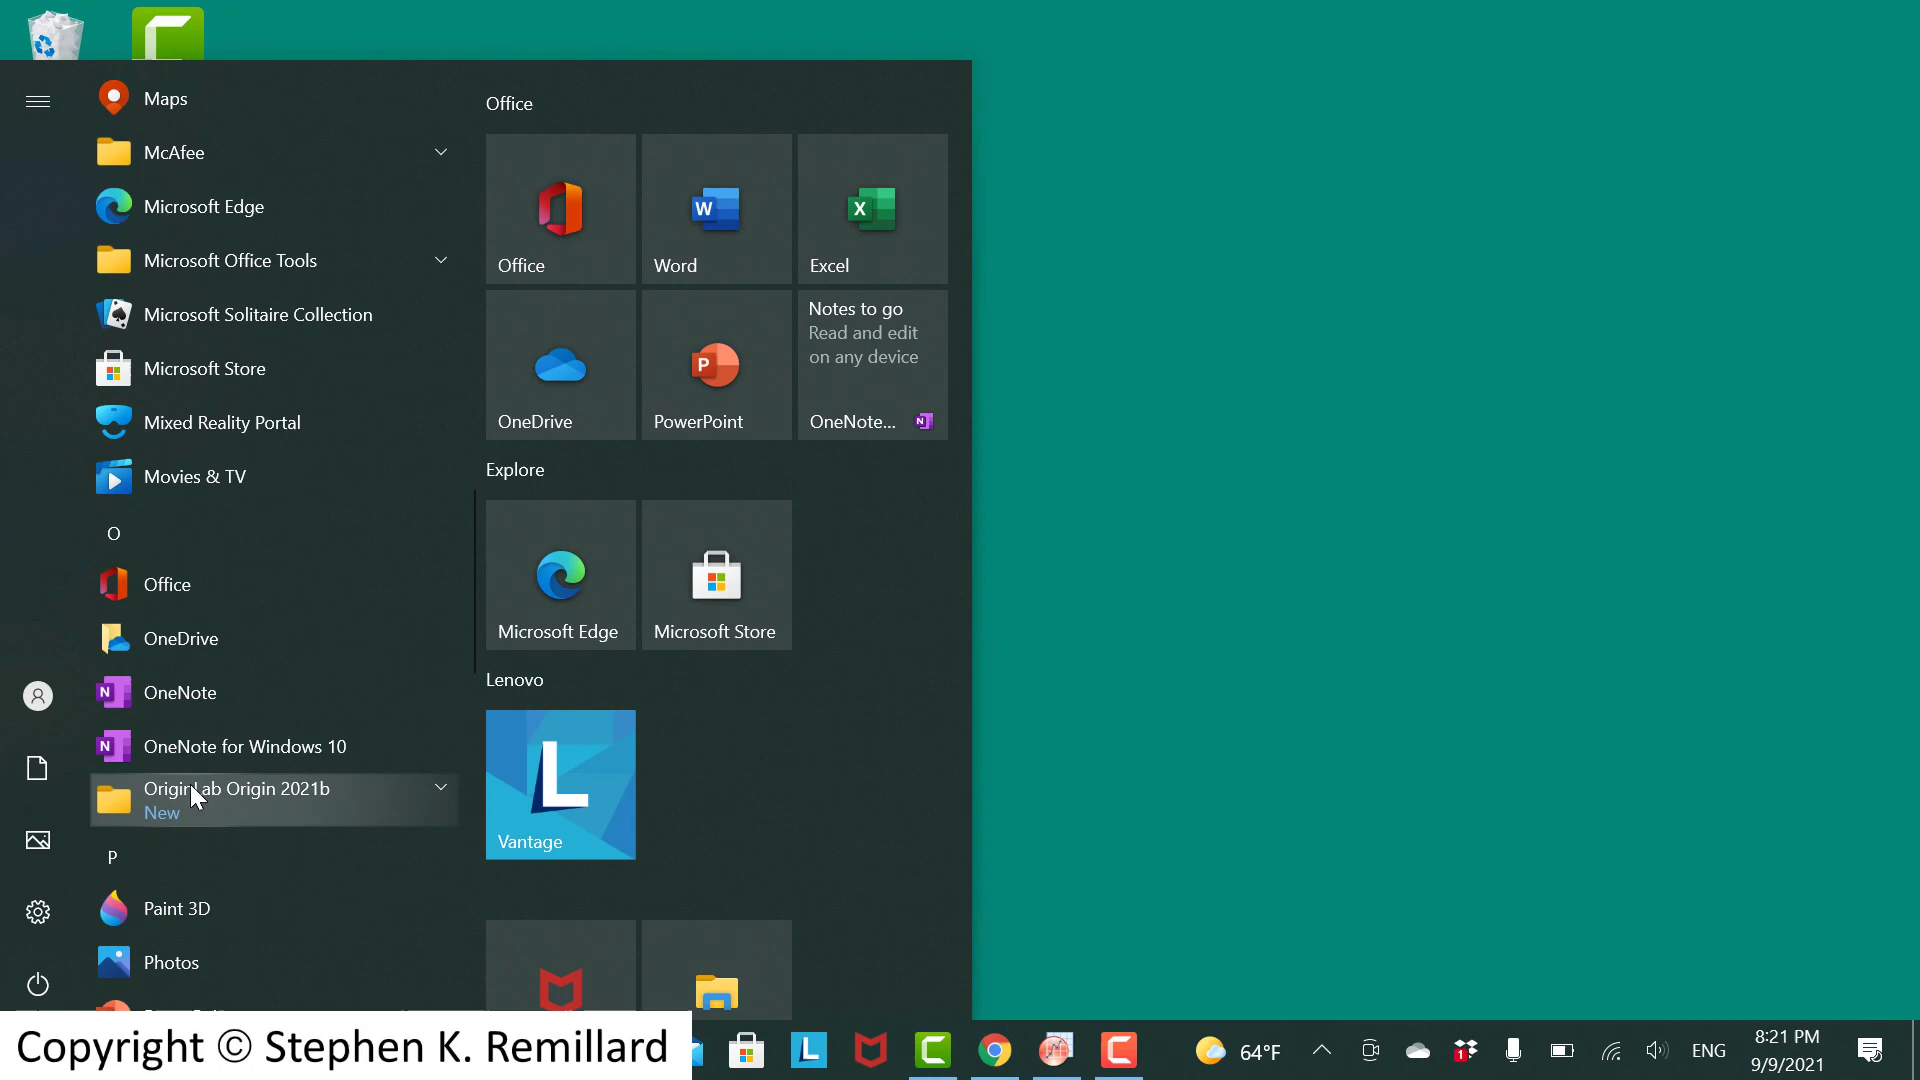 Maps
McAfee
Microsoft Edge
Microsoft Office Tools
Microsoft Solitaire Collection
Microsoft Store
Mixed Reality Portal
Movies & TV
O
Office
OneDrive
OneNote
OneNote for Windows 10
OriginLab Origin 2021b
New
P
Paint 3D
Photos
Office
Office
Word
Excel
OneDrive
PowerPoint
Notes to go
Read and edit
on any device
OneNote...
Explore
Microsoft Edge
Microsoft Store
Lenovo
Vantage
Copyright © Stephen K. Remillard
64°F
1
ENG
8:21 PM
9/9/2021